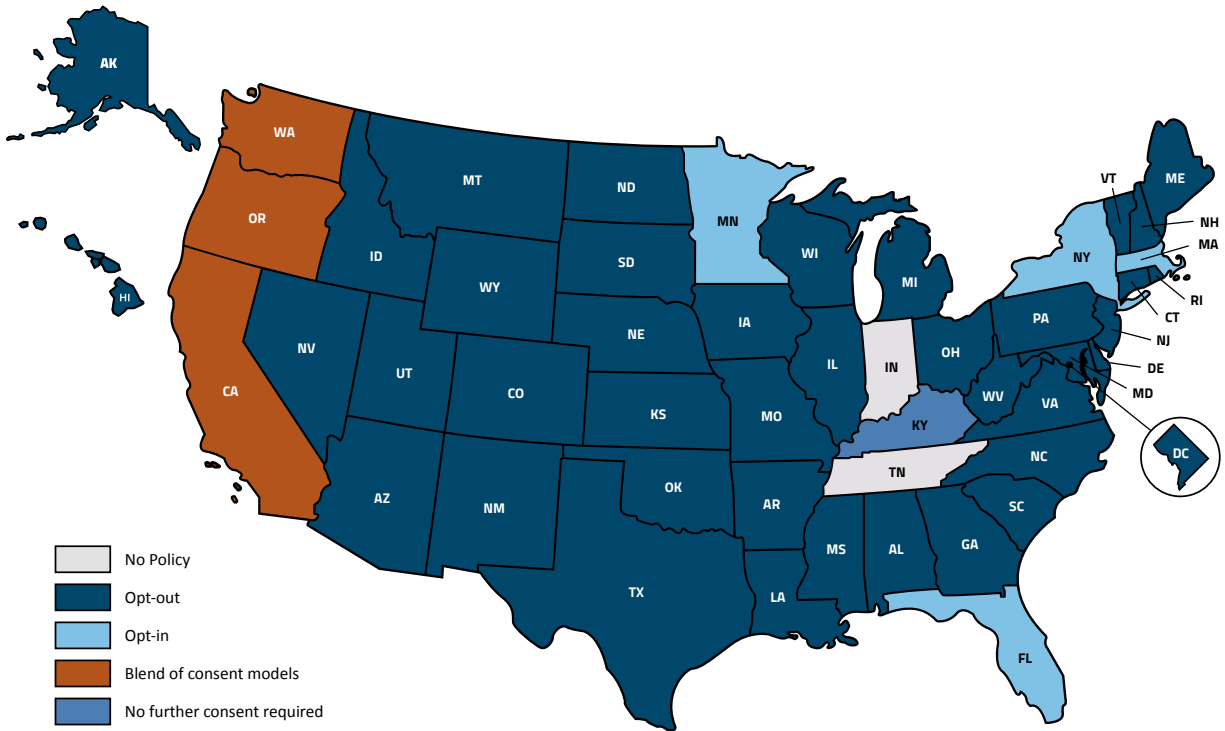 AK
WA
MT
ND
MN
VT
ME
OR
NH
MA
ID
SD
WI
NY
WY
MI
HI
RI
CT
IA
PA
NE
NJ
NV
UT
IL
IN
OH
DE
CO
MD
CA
WV
VA
KS
MO
KY
DC
NC
TN
AZ
OK
NM
AR
SC
MS
AL
GA
No Policy
TX
LA
Opt-out
Opt-in
FL
Blend of consent models
No further consent required